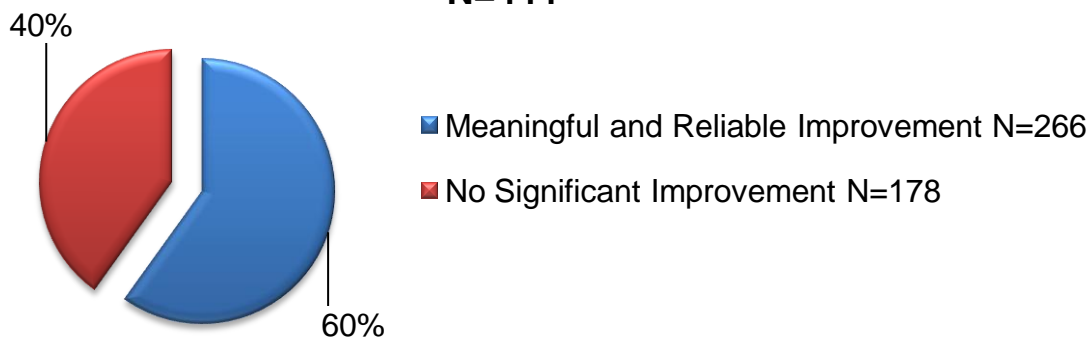 40%
Meaningful and Reliable Improvement N=266
No Significant Improvement N=178
60%